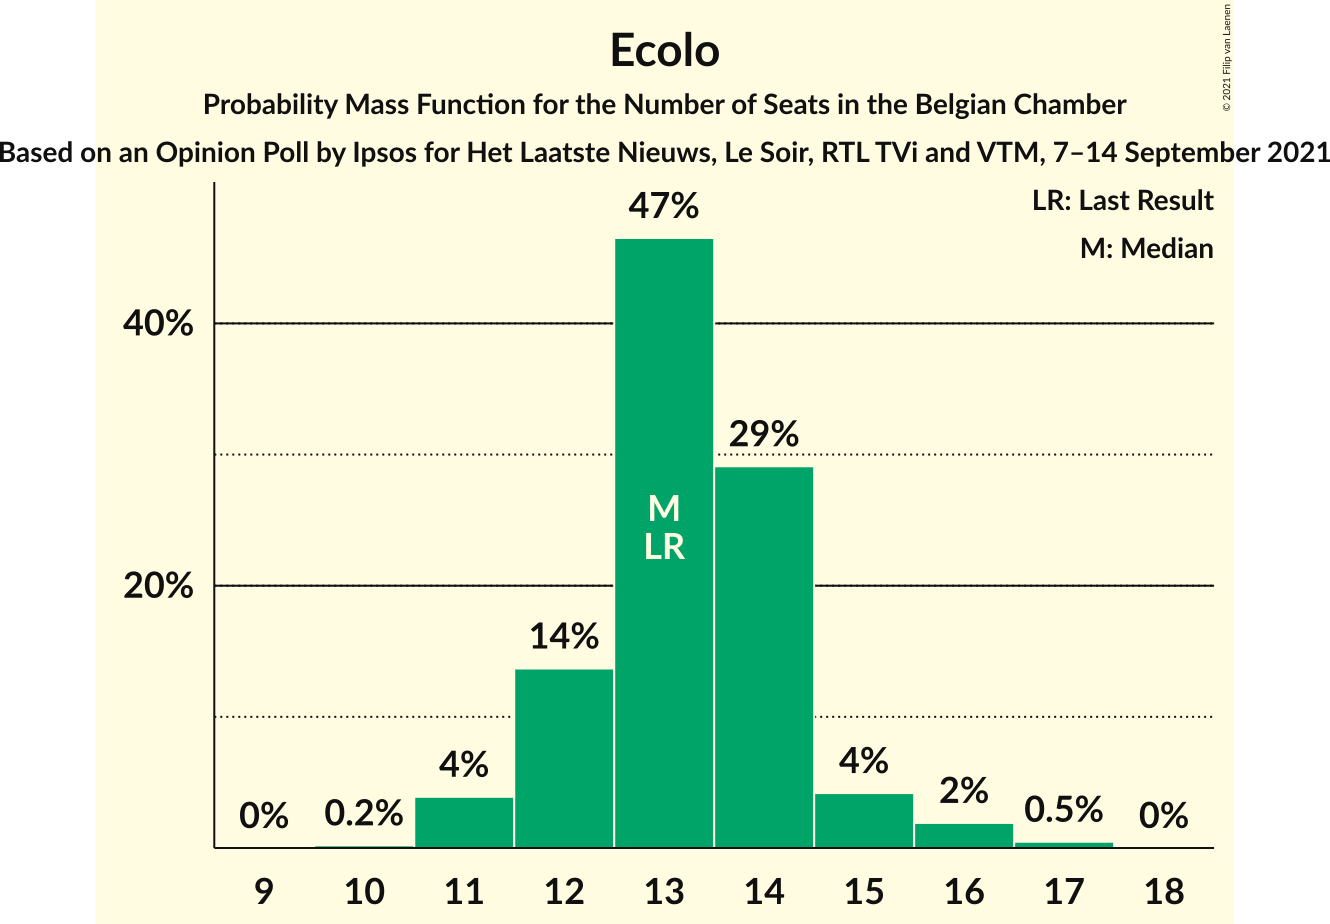 Ecolo
Probability Mass Function for the Number of Seats in the Belgian Chamber
Based on an Opinion Poll by Ipsos for Het Laatste Nieuws, Le Soir, RTL TVi and VTM, 7–14 September 2021
© 2021 Filip van Laenen
LR: Last Result
M: Median
47%
40%
29%
M
LR
20%
14%
4%
4%
2%
0%
0.2%
0.5%
0%
9 10 11 12 13 14 15 16 17 18